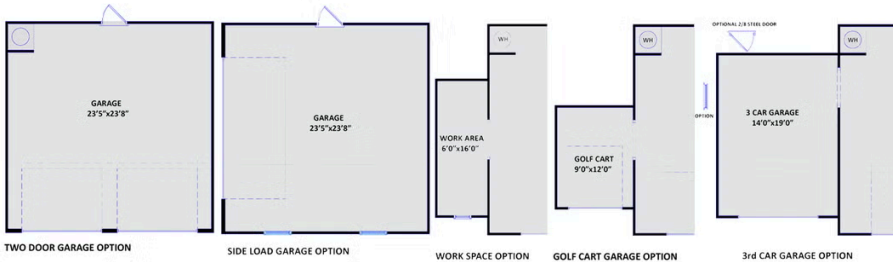 GARAGE
23'5"x23'8"
TWO DOOR GARAGE OPTION
GARAGE
23'5"x23'8"
SIDE LOAD GARAGE OPTION
WH
WORK AREA
6'0"x16'0"
WORK SPACE OPTION
WH
GOLF CART
9'0"x12'0"
GOLF CART GARAGE OPTION
OPTIONAL 2/8 STEEL DOOR
WH
OPTION
3 CAR GARAGE
14'0"x19'0"
3rd CAR GARAGE OPTION